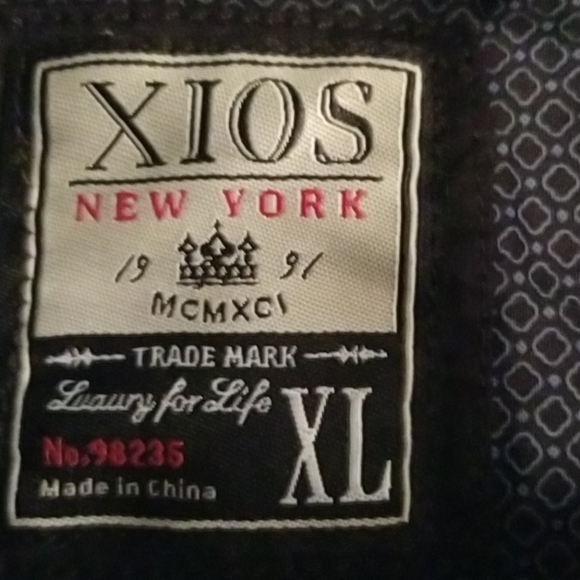 XIOS
NEW YORK
19 91
MCMXCI
TRADE MARK
Luxury for Life
XL
No.98235
Made in China